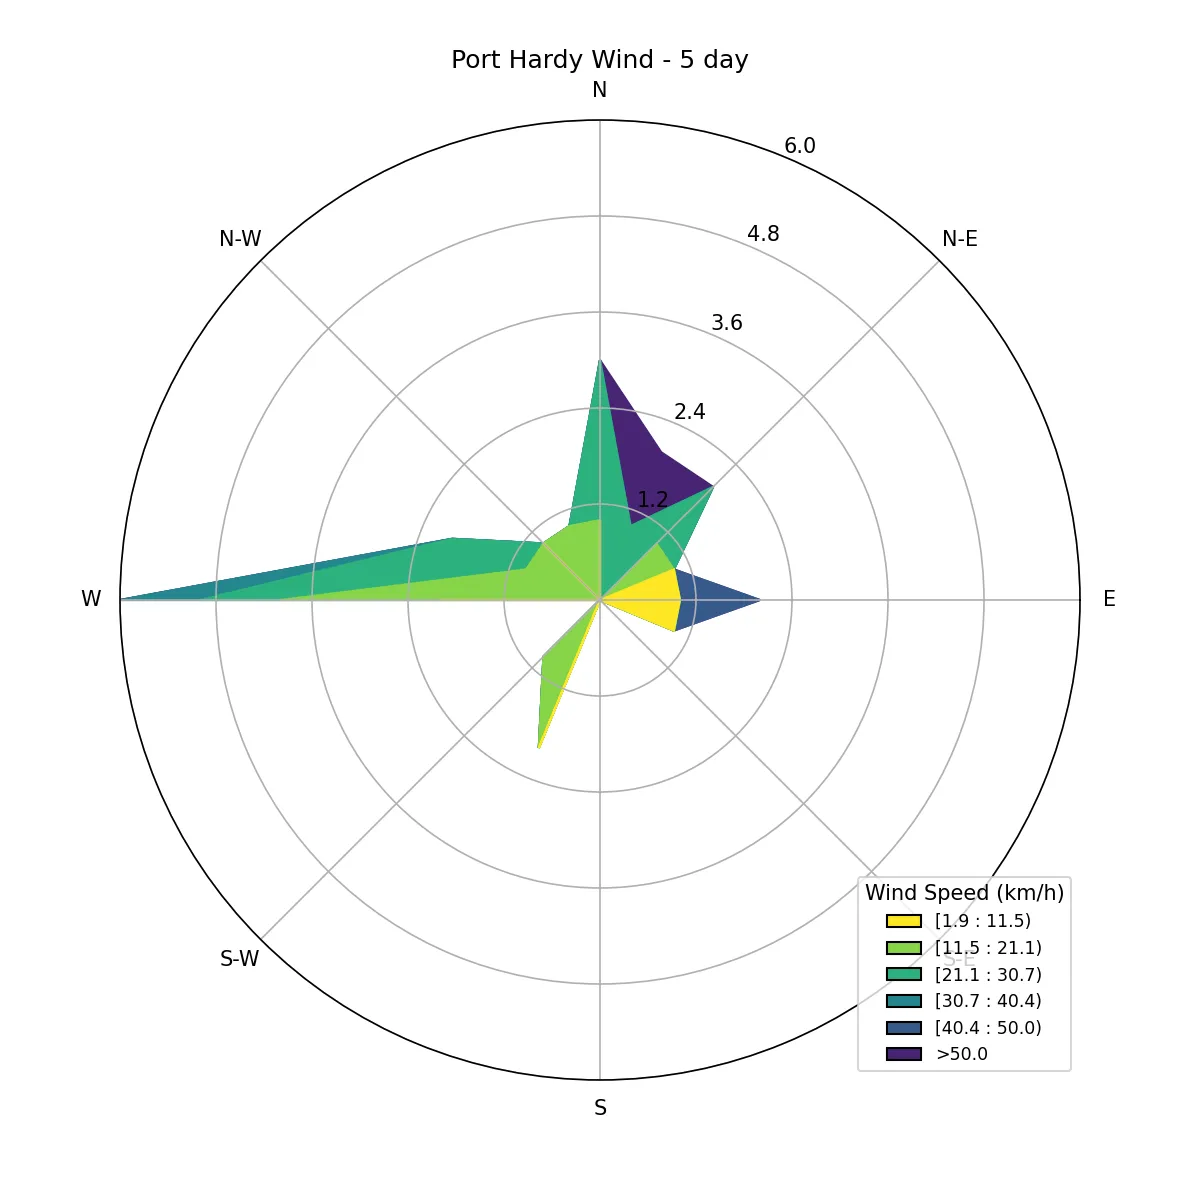 Port Hardy Wind - 5 day
N
6.0
N-W
4.8
N-E
3.6
2.4
1.2
W
E
Wind Speed (km/h)
[1.9 : 11.5)
[11.5 : 21.1)
S-W
S-E
[21.1 : 30.7)
[30.7 : 40.4)
[40.4 : 50.0)
>50.0
S